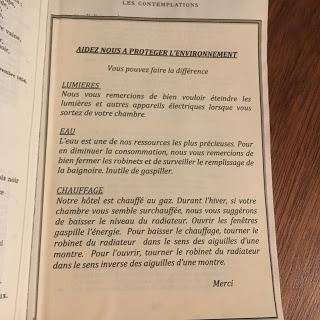 LES CONTEMPLATIONS
AIDEZ NOUS A PROTEGER L'ENVIRONNEMENT
Vous pouvez faire la différence
LUMIERES
Nous vous remercions de bien vouloir éteindre les
lumières et autres appareils électriques lorsque vous
sortez de votre chambre.
EAU
L'eau est une de nos ressources les plus précieuses. Pour
en diminuer la consommation, nous vous remercions de
bien fermer les robinets et de surveiller le remplissage de
la baignoire. Inutile de gaspiller.
CHAUFFAGE
Notre hôtel est chauffé au gaz. Durant l'hiver, si votre
chambre vous semble surchauffée, nous vous suggérons
de baisser le niveau du radiateur. Ouvrir les fenêtres
gaspille l'énergie. Pour baisser le chauffage, tourner le
robinet du radiateur dans le sens des aiguilles d'une
montre. Pour l'ouvrir, tourner le robinet du radiateur
dans le sens inverse des aiguilles d'une montre.
Merci